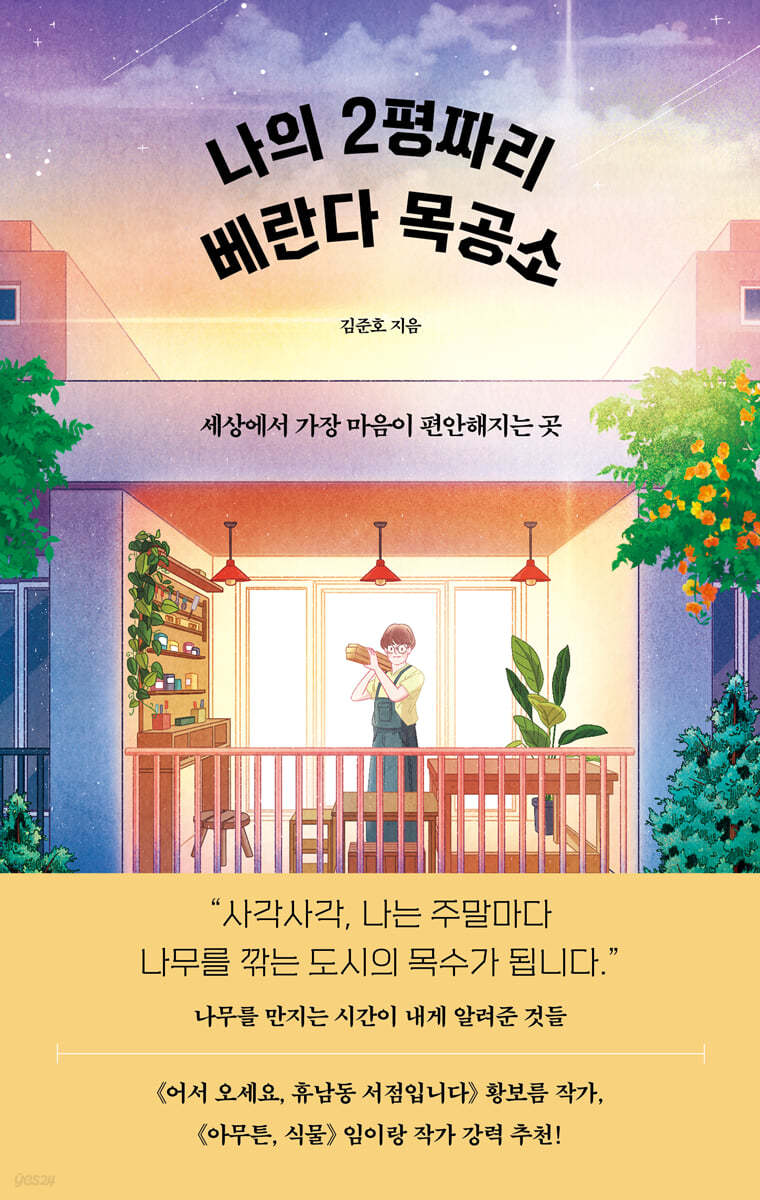 나의 2평짜리
베란다 목공소
김준호 지음
세상에서 가장 마음이 편안해지는 곳
“사각사각, 나는 주말마다
나무를 깎는 도시의 목수가 됩니다.”
나무를 만지는 시간이 내게 알려준 것들
《어서 오세요, 휴남동 서점입니다》 황보름 작가,
《아무튼, 식물》 임이랑 작가 강력 추천!
yes24